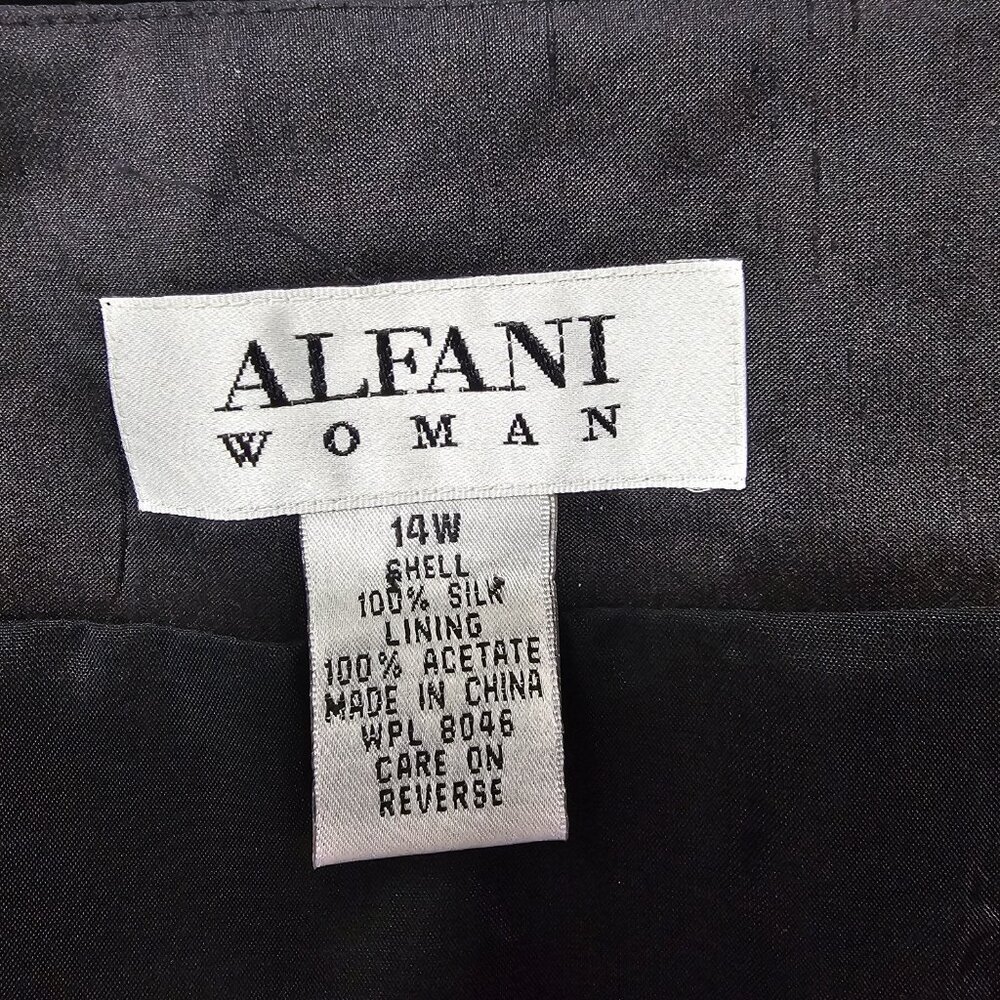 ALFANI
WOMAN
14W
SHELL
100% SILK
LINING
100% ACETATE
MADE IN CHINA
WPL 8046
CARE ON
REVERSE